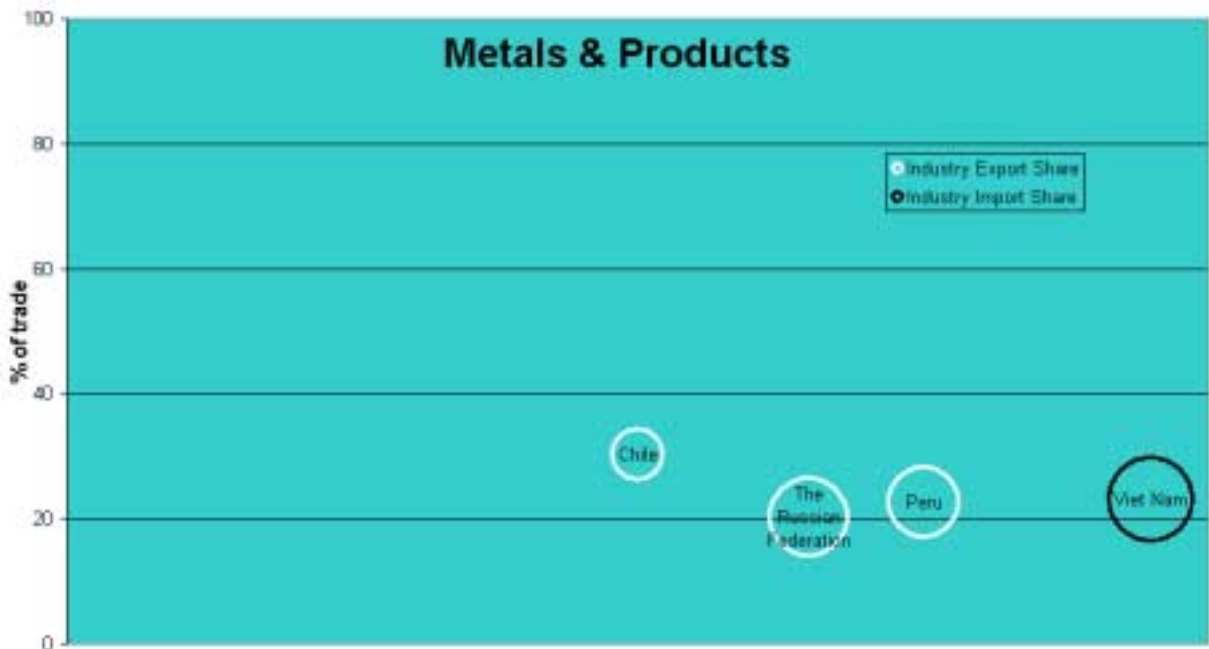 Metals & Products
100
80
60
40
20
0
% of trade
Industry Export Share
Industry Import Share
Chile
The
Russian
Federation
Peru
Viet Nam